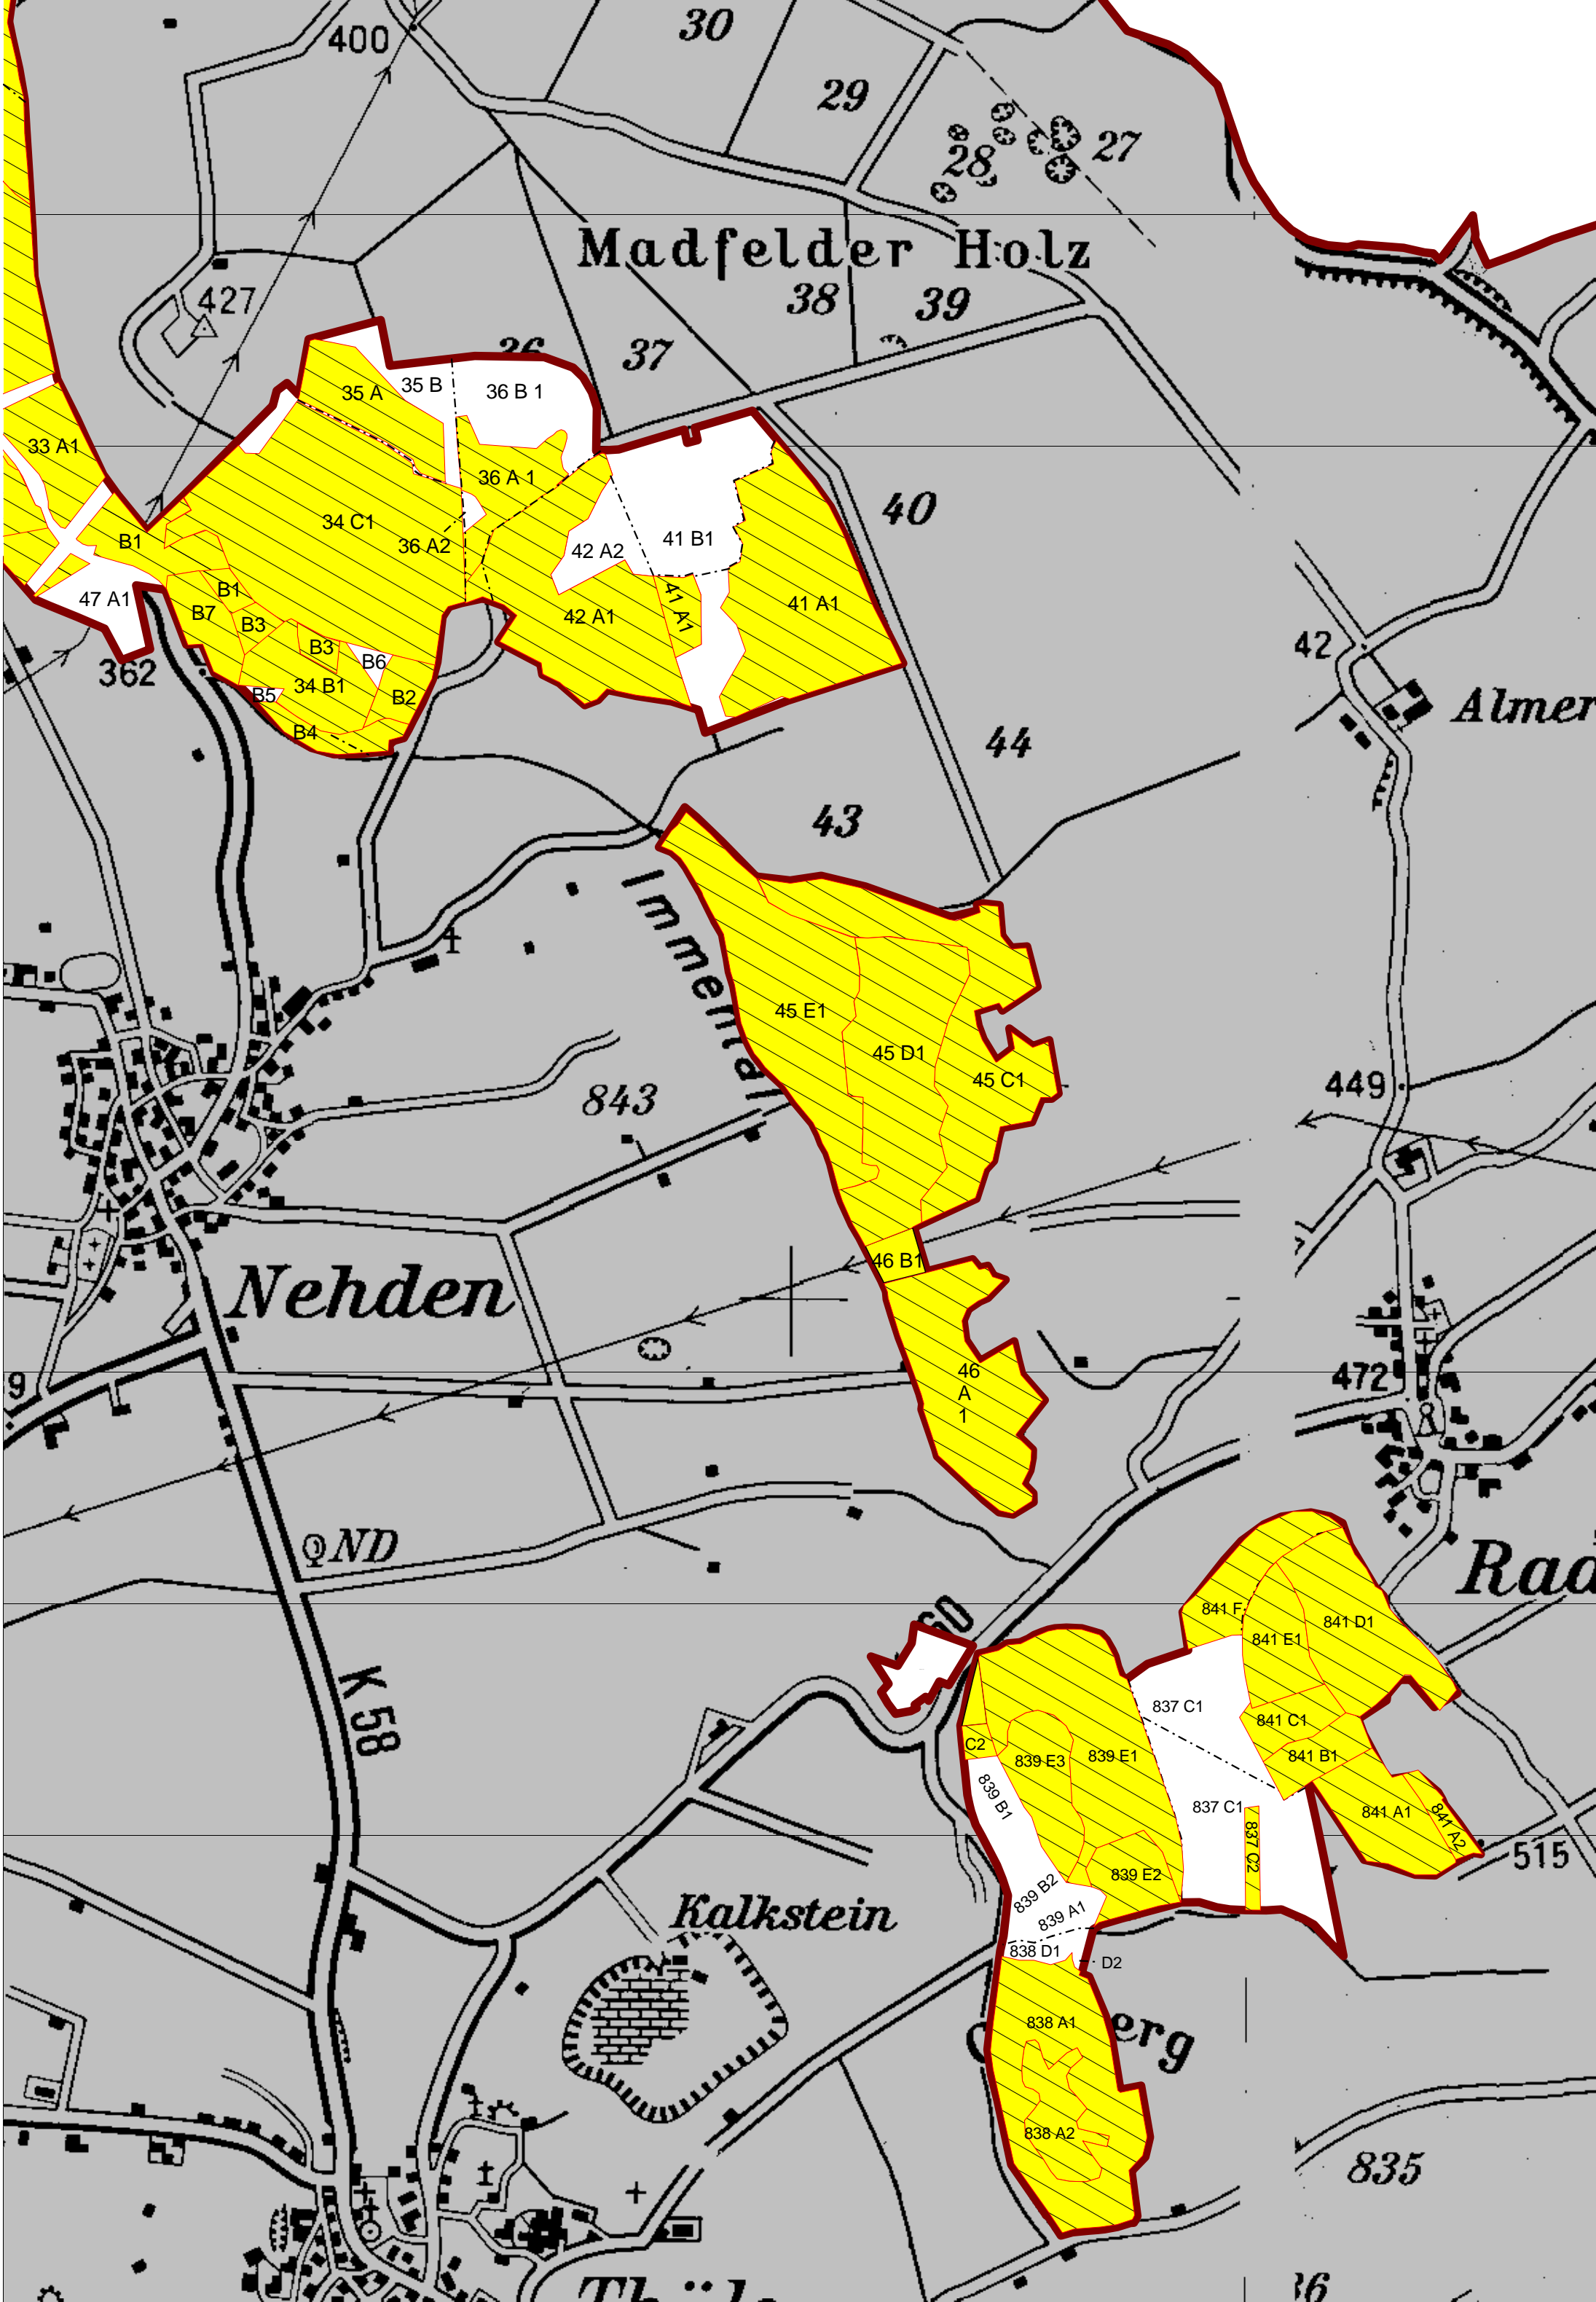 400
30
29
28
27
Madfelder Holz
427
38
39
37
35 A
35 B
36 B 1
33 A1
36 A 1
40
34 C1
36 A2
42 A2
41 B1
B1
47 A1
B1
B7
B3
41 A1
42 A1
41 A1
B3
B6
362
34 B1
B5
B2
B4
42
Almer
44
43
Immental
45 E1
45 D1
45 C1
843
449
46 B1
Nehden
46
A
1
472
9
ND
Rad
841 F
841 D1
841 E1
K 58
837 C1
841 C1
C2
839 E3
839 E1
841 B1
839 B1
837 C1
841 A1
841 A2
837 C2
515
839 E2
839 B2
839 A1
Kalkstein
838 D1
D2
838 A1
erg
838 A2
835